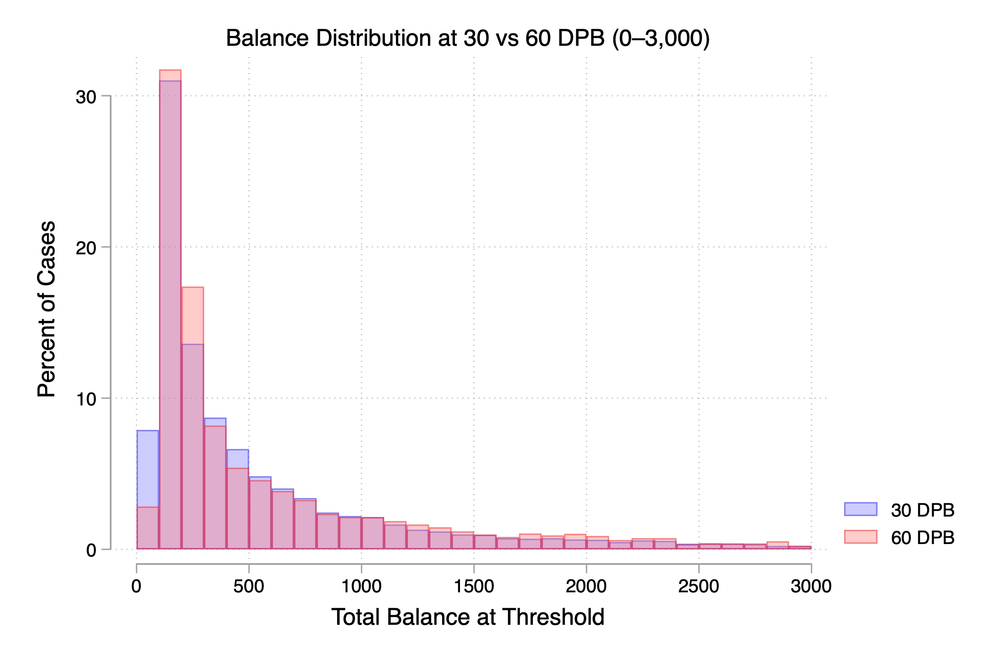 Balance Distribution at 30 vs 60 DPB (0–3,000)
Percent of Cases
30
20
10
0
0 500 1000 1500 2000 2500 3000
Total Balance at Threshold
30 DPB
60 DPB